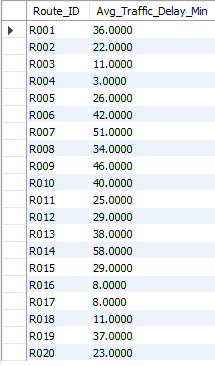 Route_ID Avg_Traffic_Delay_Min
R001 36.0000
R002 22.0000
R003 11.0000
R004 3.0000
R005 26.0000
R006 42.0000
R007 51.0000
R008 34.0000
R009 46.0000
R010 40.0000
R011 25.0000
R012 29.0000
R013 38.0000
R014 58.0000
R015 29.0000
R016 8.0000
R017 8.0000
R018 11.0000
R019 37.0000
R020 23.0000